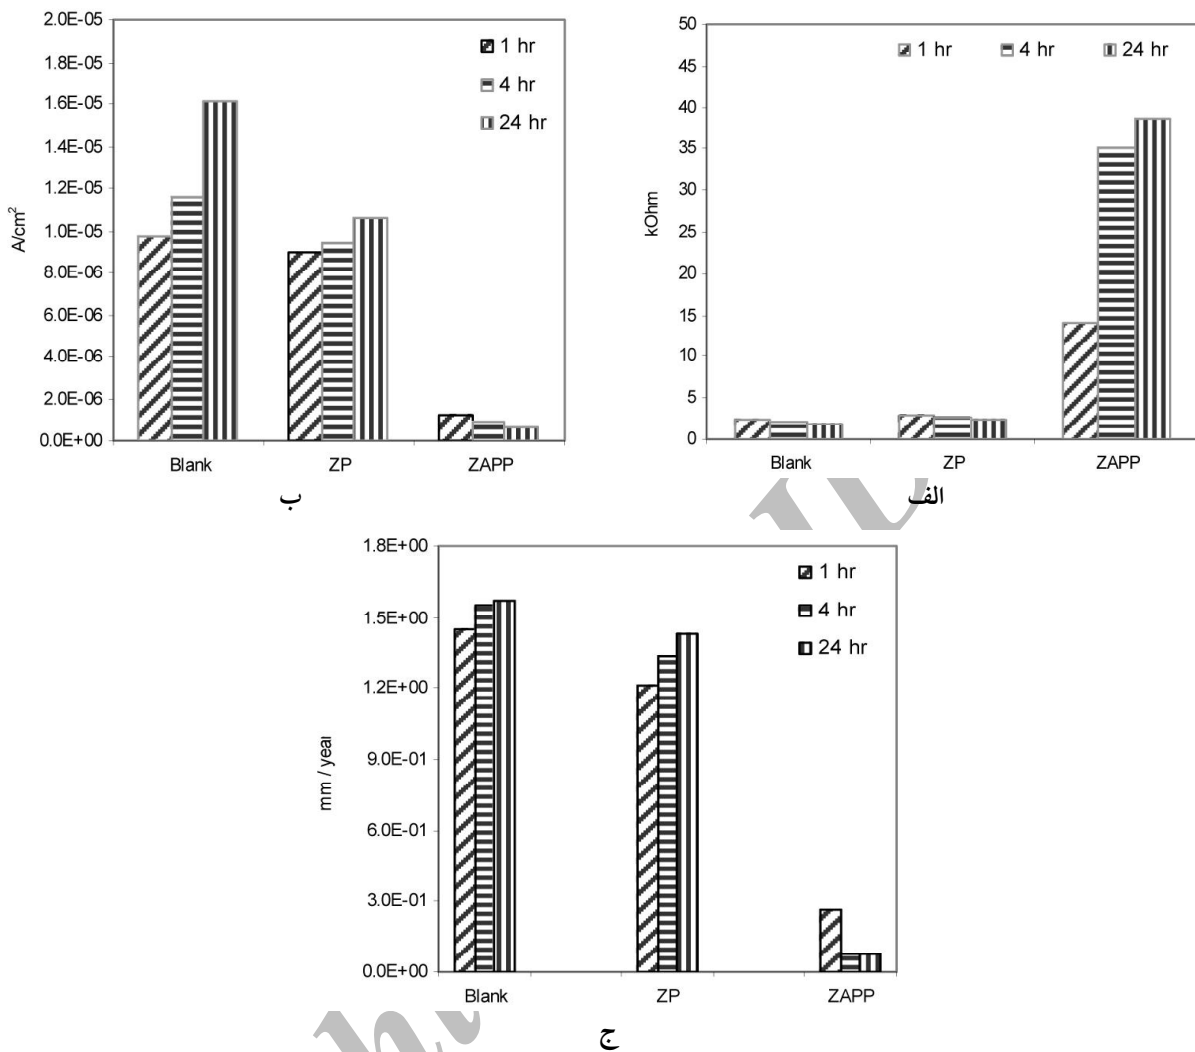 2.0E-05
1.8E-05
1.6E-05
1.4E-05
1.2E-05
1.0E-05
8.0E-06
6.0E-06
4.0E-06
2.0E-06
0.0E+00
A/cm²
1 hr
4 hr
24 hr
Blank ZP ZAPP
ب
50
45
40
35
30
25
20
15
10
5
0
kOhm
1 hr 4 hr 24 hr
Blank ZP ZAPP
الف
1.8E+00
1.5E+00
1.2E+00
9.0E-01
6.0E-01
3.0E-01
0.0E+00
mm / year
1 hr
4 hr
24 hr
Blank ZP ZAPP
ج